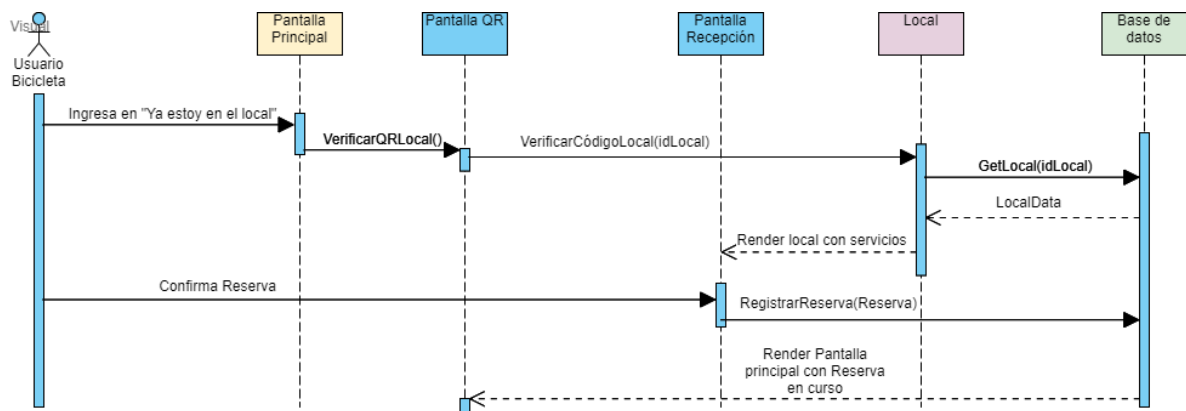 Visual
Usuario
Bicicleta
Pantalla
Principal
Pantalla QR
Pantalla
Recepción
Local
Base de
datos
Ingresa en "Ya estoy en el local"
VerificarQRLocal()
VerificarCódigoLocal(idLocal)
GetLocal(idLocal)
LocalData
Render local con servicios
Confirma Reserva
RegistrarReserva(Reserva)
Render Pantalla
principal con Reserva
en curso